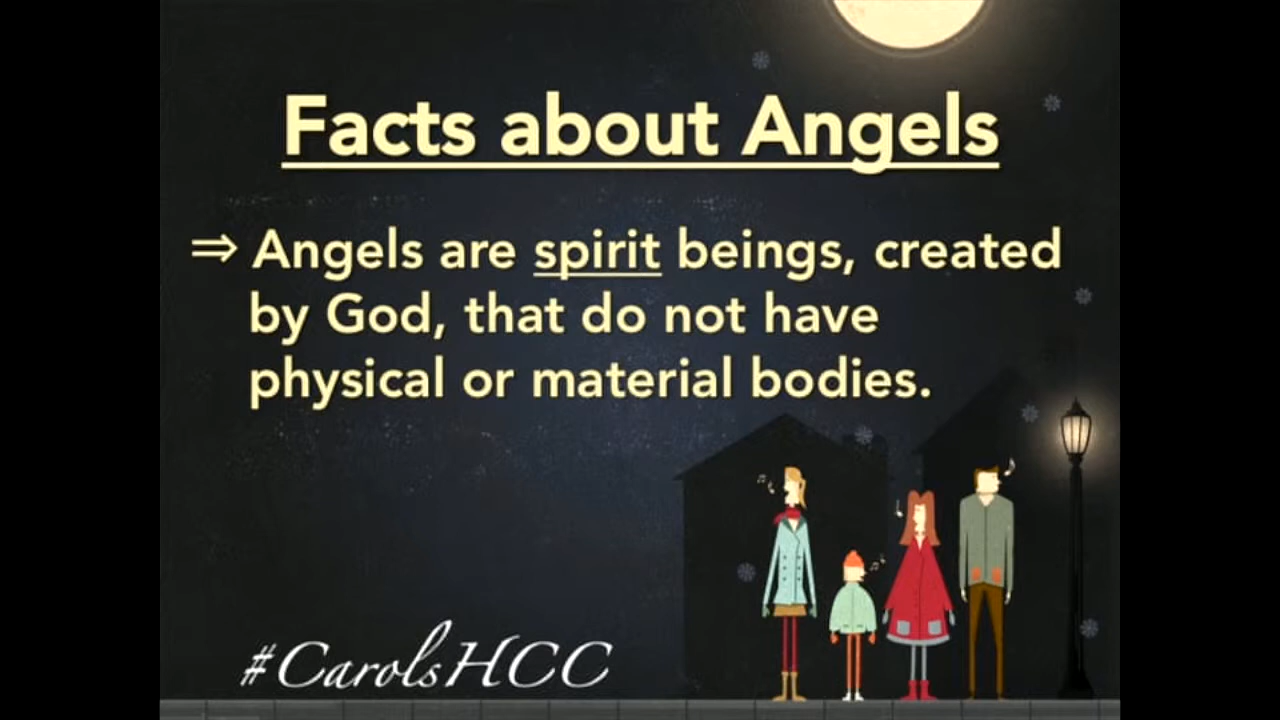 Facts about Angels
⇒ Angels are spirit beings, created
by God, that do not have
physical or material bodies.
#CarolsHCC